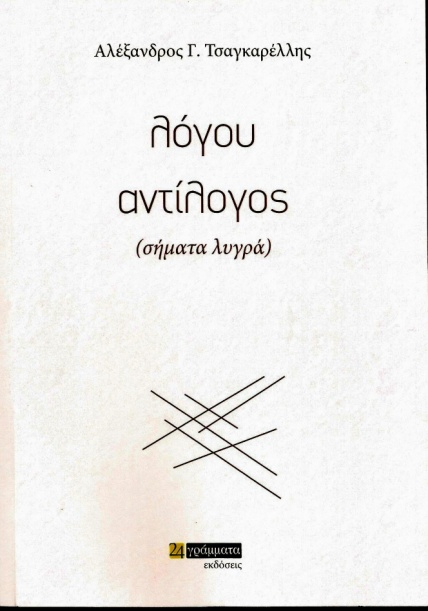 Αλέξανδρος Γ. Τσαγκαρέλλης
λόγου
αντίλογος
(σήματα λυγρά)
24 γράμματα
εκδόσεις